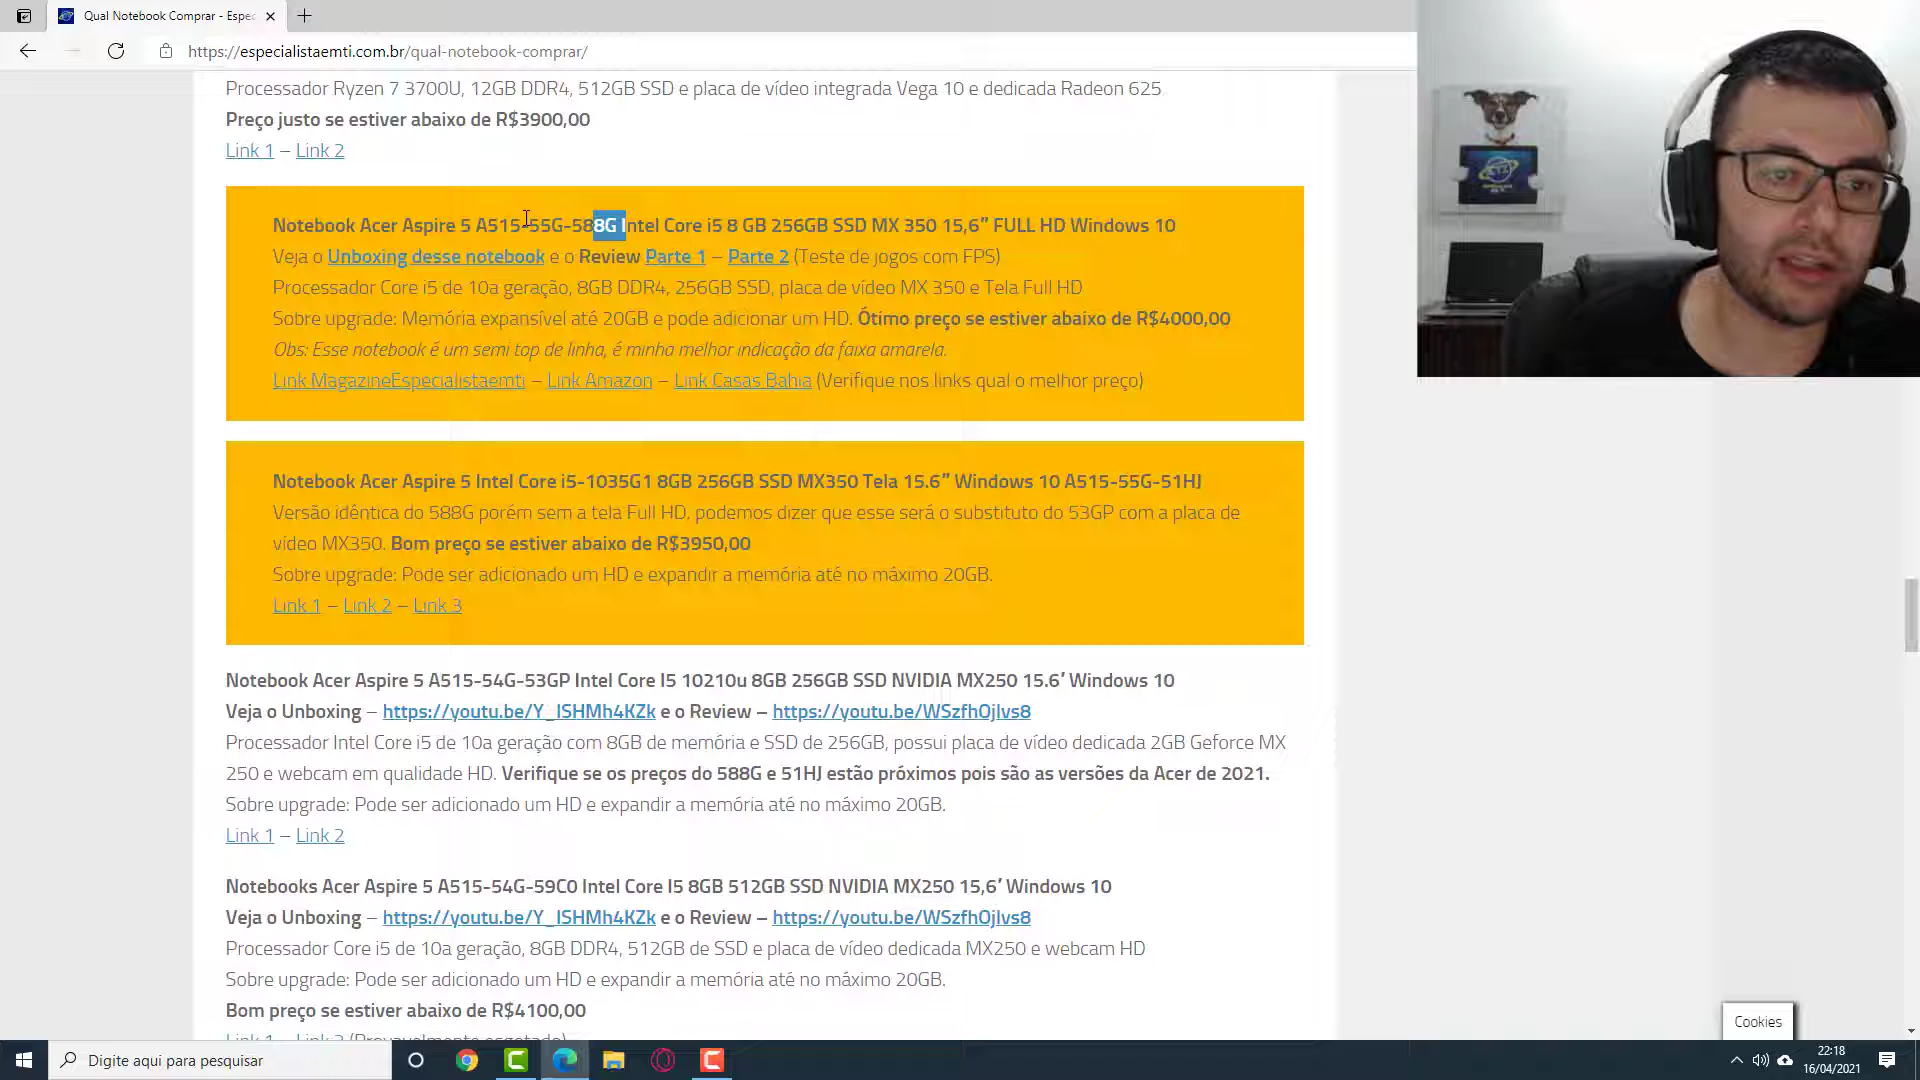 Qual Notebook Comprar - Espec
https://especialistaemti.com.br/qual-notebook-comprar/
Processador Ryzen 7 3700U, 12GB DDR4, 512GB SSD e placa de vídeo integrada Vega 10 e dedicada Radeon 625
Preço justo se estiver abaixo de R$3900,00
Link 1 – Link 2
Notebook Acer Aspire 5 A515-55G-588G Intel Core i5 8 GB 256GB SSD MX 350 15,6” FULL HD Windows 10
Veja o Unboxing desse notebook e o Review Parte 1 – Parte 2 (Teste de jogos com FPS)
Processador Core i5 de 10a geração, 8GB DDR4, 256GB SSD, placa de vídeo MX 350 e Tela Full HD
Sobre upgrade: Memória expansível até 20GB e pode adicionar um HD. Ótimo preço se estiver abaixo de R$4000,00
Obs: Esse notebook é um semi top de linha, é minha melhor indicação da faixa amarela.
Link MagazineEspecialistaemti – Link Amazon – Link Casas Bahia (Verifique nos links qual o melhor preço)
Notebook Acer Aspire 5 Intel Core i5-1035G1 8GB 256GB SSD MX350 Tela 15.6” Windows 10 A515-55G-51HJ
Versão idêntica do 588G porém sem a tela Full HD, podemos dizer que esse será o substituto do 53GP com a placa de
vídeo MX350. Bom preço se estiver abaixo de R$3950,00
Sobre upgrade: Pode ser adicionado um HD e expandir a memória até no máximo 20GB.
Link 1 – Link 2 – Link 3
Notebook Acer Aspire 5 A515-54G-53GP Intel Core I5 10210u 8GB 256GB SSD NVIDIA MX250 15.6′ Windows 10
Veja o Unboxing – https://youtu.be/Y_ISHMh4KZk e o Review – https://youtu.be/WSzfhOjIvs8
Processador Intel Core i5 de 10a geração com 8GB de memória e SSD de 256GB, possui placa de vídeo dedicada 2GB Geforce MX
250 e webcam em qualidade HD. Verifique se os preços do 588G e 51HJ estão próximos pois são as versões da Acer de 2021.
Sobre upgrade: Pode ser adicionado um HD e expandir a memória até no máximo 20GB.
Link 1 – Link 2
Notebooks Acer Aspire 5 A515-54G-59C0 Intel Core I5 8GB 512GB SSD NVIDIA MX250 15,6′ Windows 10
Veja o Unboxing – https://youtu.be/Y_ISHMh4KZk e o Review – https://youtu.be/WSzfhOjIvs8
Processador Core i5 de 10a geração, 8GB DDR4, 512GB de SSD e placa de vídeo dedicada MX250 e webcam HD
Sobre upgrade: Pode ser adicionado um HD e expandir a memória até no máximo 20GB.
Bom preço se estiver abaixo de R$4100,00
Cookies
Digite aqui para pesquisar
22:18
16/04/2021